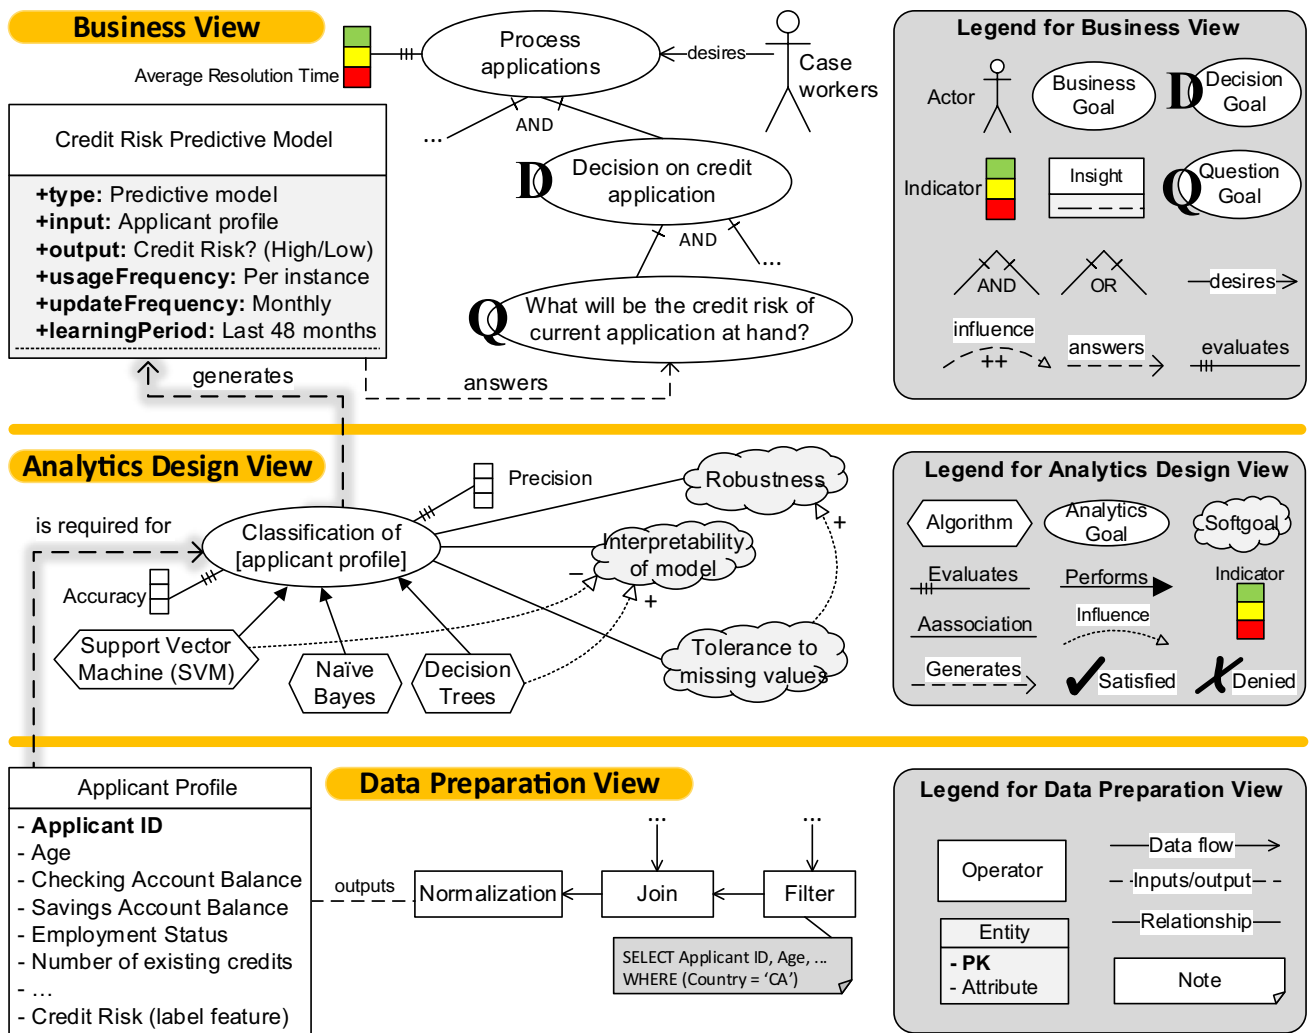 Business View
Average Resolution Time
Process
applications
desires
Case
workers
AND
...
Credit Risk Predictive Model
+type: Predictive model
+input: Applicant profile
+output: Credit Risk? (High/Low)
+usageFrequency: Per instance
+updateFrequency: Monthly
+learningPeriod: Last 48 months
D
Decision on credit
application
AND
...
Q
What will be the credit risk of
current application at hand?
generates
answers
Legend for Business View
Actor
Business
Goal
D
Decision
Goal
Indicator
Insight
Q
Question
Goal
AND
OR
desires
influence
++
answers
evaluates
Analytics Design View
Precision
Robustness
is required for
Classification of
[applicant profile]
+
Interpretability
of model
−
+
Accuracy
Support Vector
Machine (SVM)
Naïve
Bayes
Decision
Trees
Tolerance to
missing values
Legend for Analytics Design View
Algorithm
Analytics
Goal
Softgoal
Evaluates
Performs
Indicator
Aassociation
Influence
Generates
Satisfied
Denied
Applicant Profile
- Applicant ID
- Age
- Checking Account Balance
- Savings Account Balance
- Employment Status
- Number of existing credits
- ...
- Credit Risk (label feature)
Data Preparation View
...
...
outputs
Normalization
Join
Filter
SELECT Applicant ID, Age, ...
WHERE (Country = ‘CA’)
Legend for Data Preparation View
Operator
Data flow
Inputs/output
Relationship
Entity
- PK
- Attribute
Note